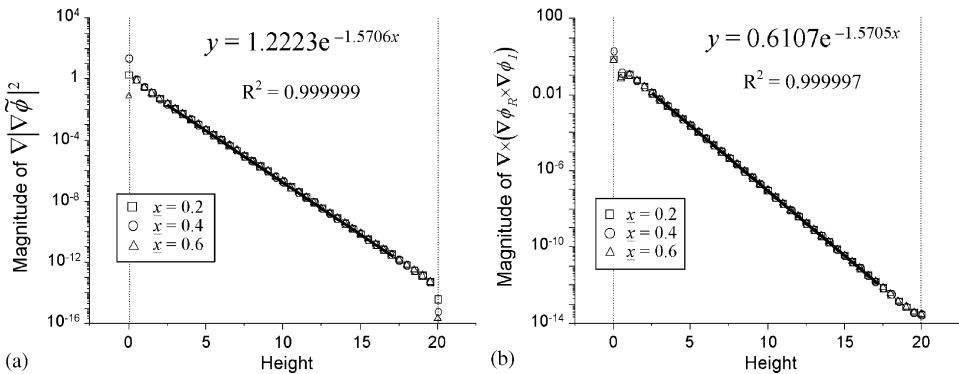 10^4
1
10^-4
10^-8
10^-12
10^-16
Magnitude of ∇|∇φ̃|^2
y = 1.2223e^-1.5706x
R^2 = 0.999999
x = 0.2
x = 0.4
x = 0.6
0 5 10 15 20
Height
(a)
100
0.01
10^-6
10^-10
10^-14
Magnitude of ∇×(∇φ_R×∇φ_I)
y = 0.6107e^-1.5705x
R^2 = 0.999997
x = 0.2
x = 0.4
x = 0.6
0 5 10 15 20
Height
(b)